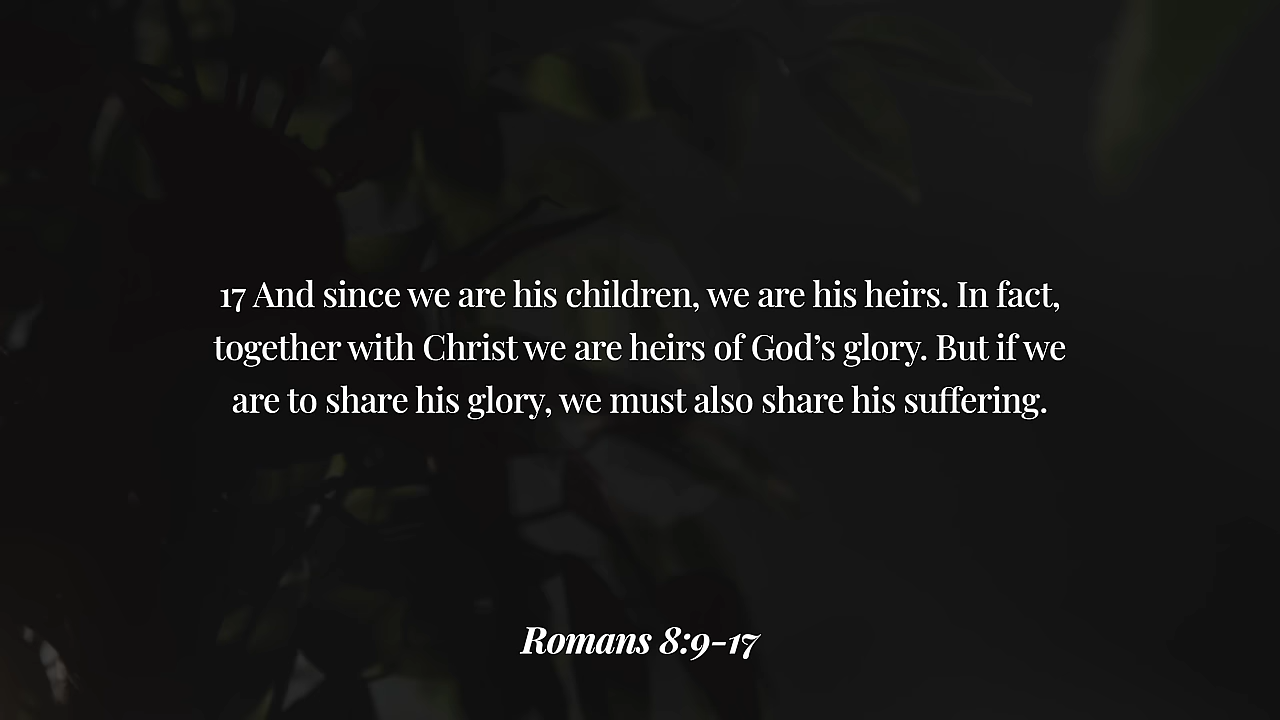 17 And since we are his children, we are his heirs. In fact,
together with Christ we are heirs of God’s glory. But if we
are to share his glory, we must also share his suffering.
Romans 8:9-17